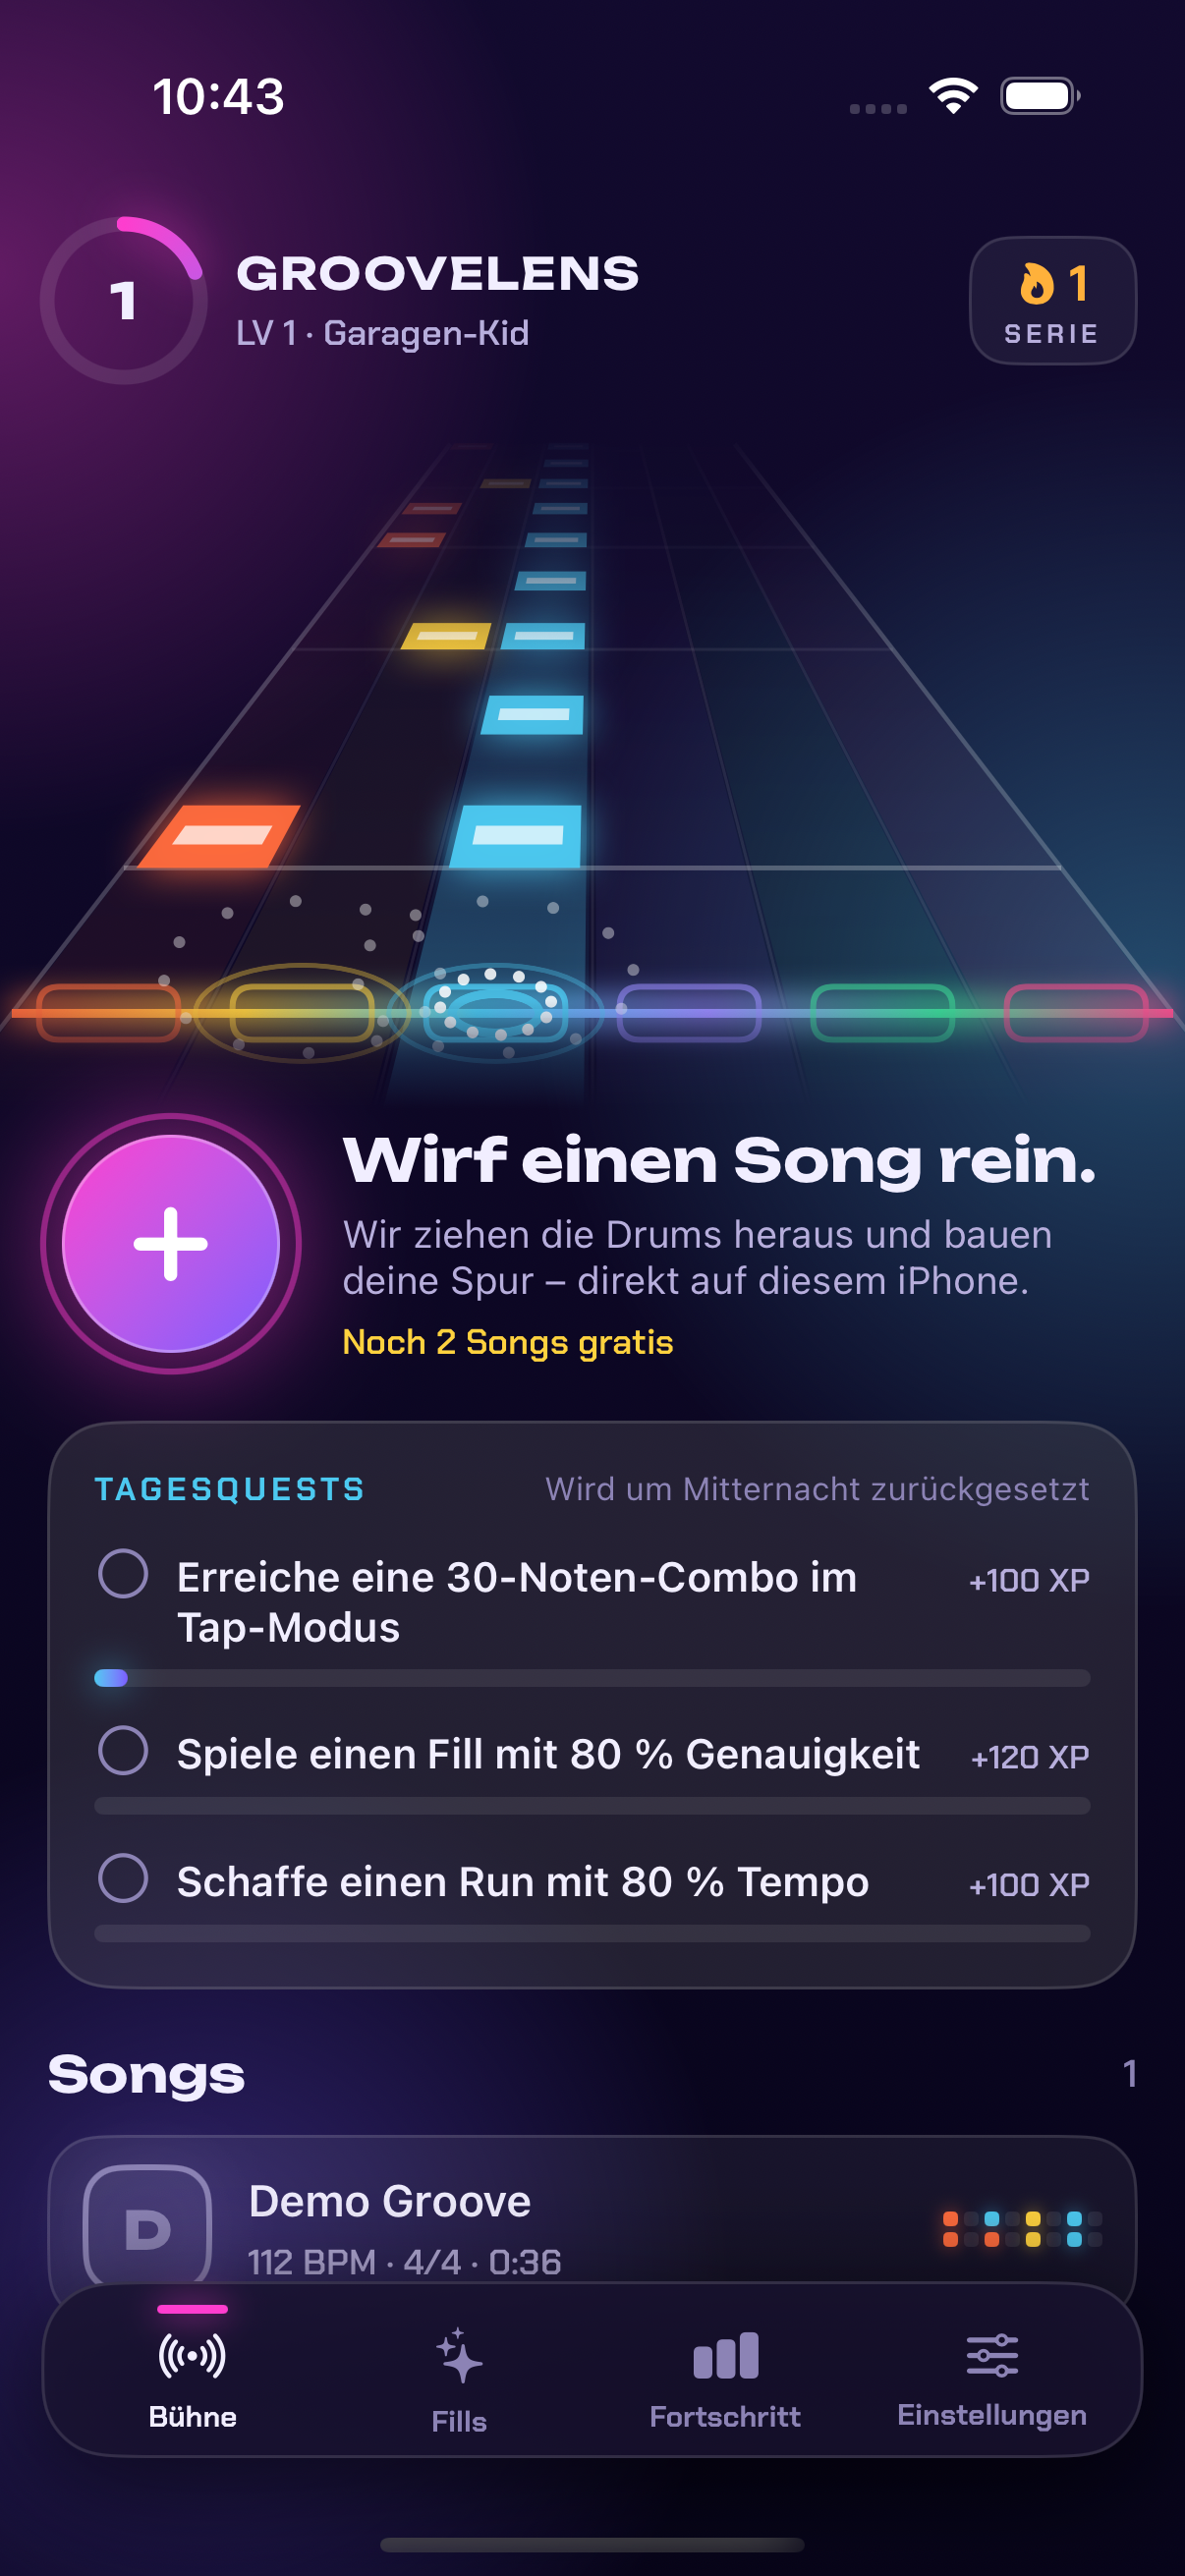 10:43
1
GROOVELENS
LV 1 · Garagen-Kid
1
SERIE
Wirf einen Song rein.
Wir ziehen die Drums heraus und bauen
deine Spur – direkt auf diesem iPhone.
Noch 2 Songs gratis
TAGESQUESTS
Wird um Mitternacht zurückgesetzt
Erreiche eine 30-Noten-Combo im
Tap-Modus
+100 XP
Spiele einen Fill mit 80 % Genauigkeit
+120 XP
Schaffe einen Run mit 80 % Tempo
+100 XP
Songs
1
D
Demo Groove
112 BPM · 4/4 · 0:36
Bühne
Fills
Fortschritt
Einstellungen